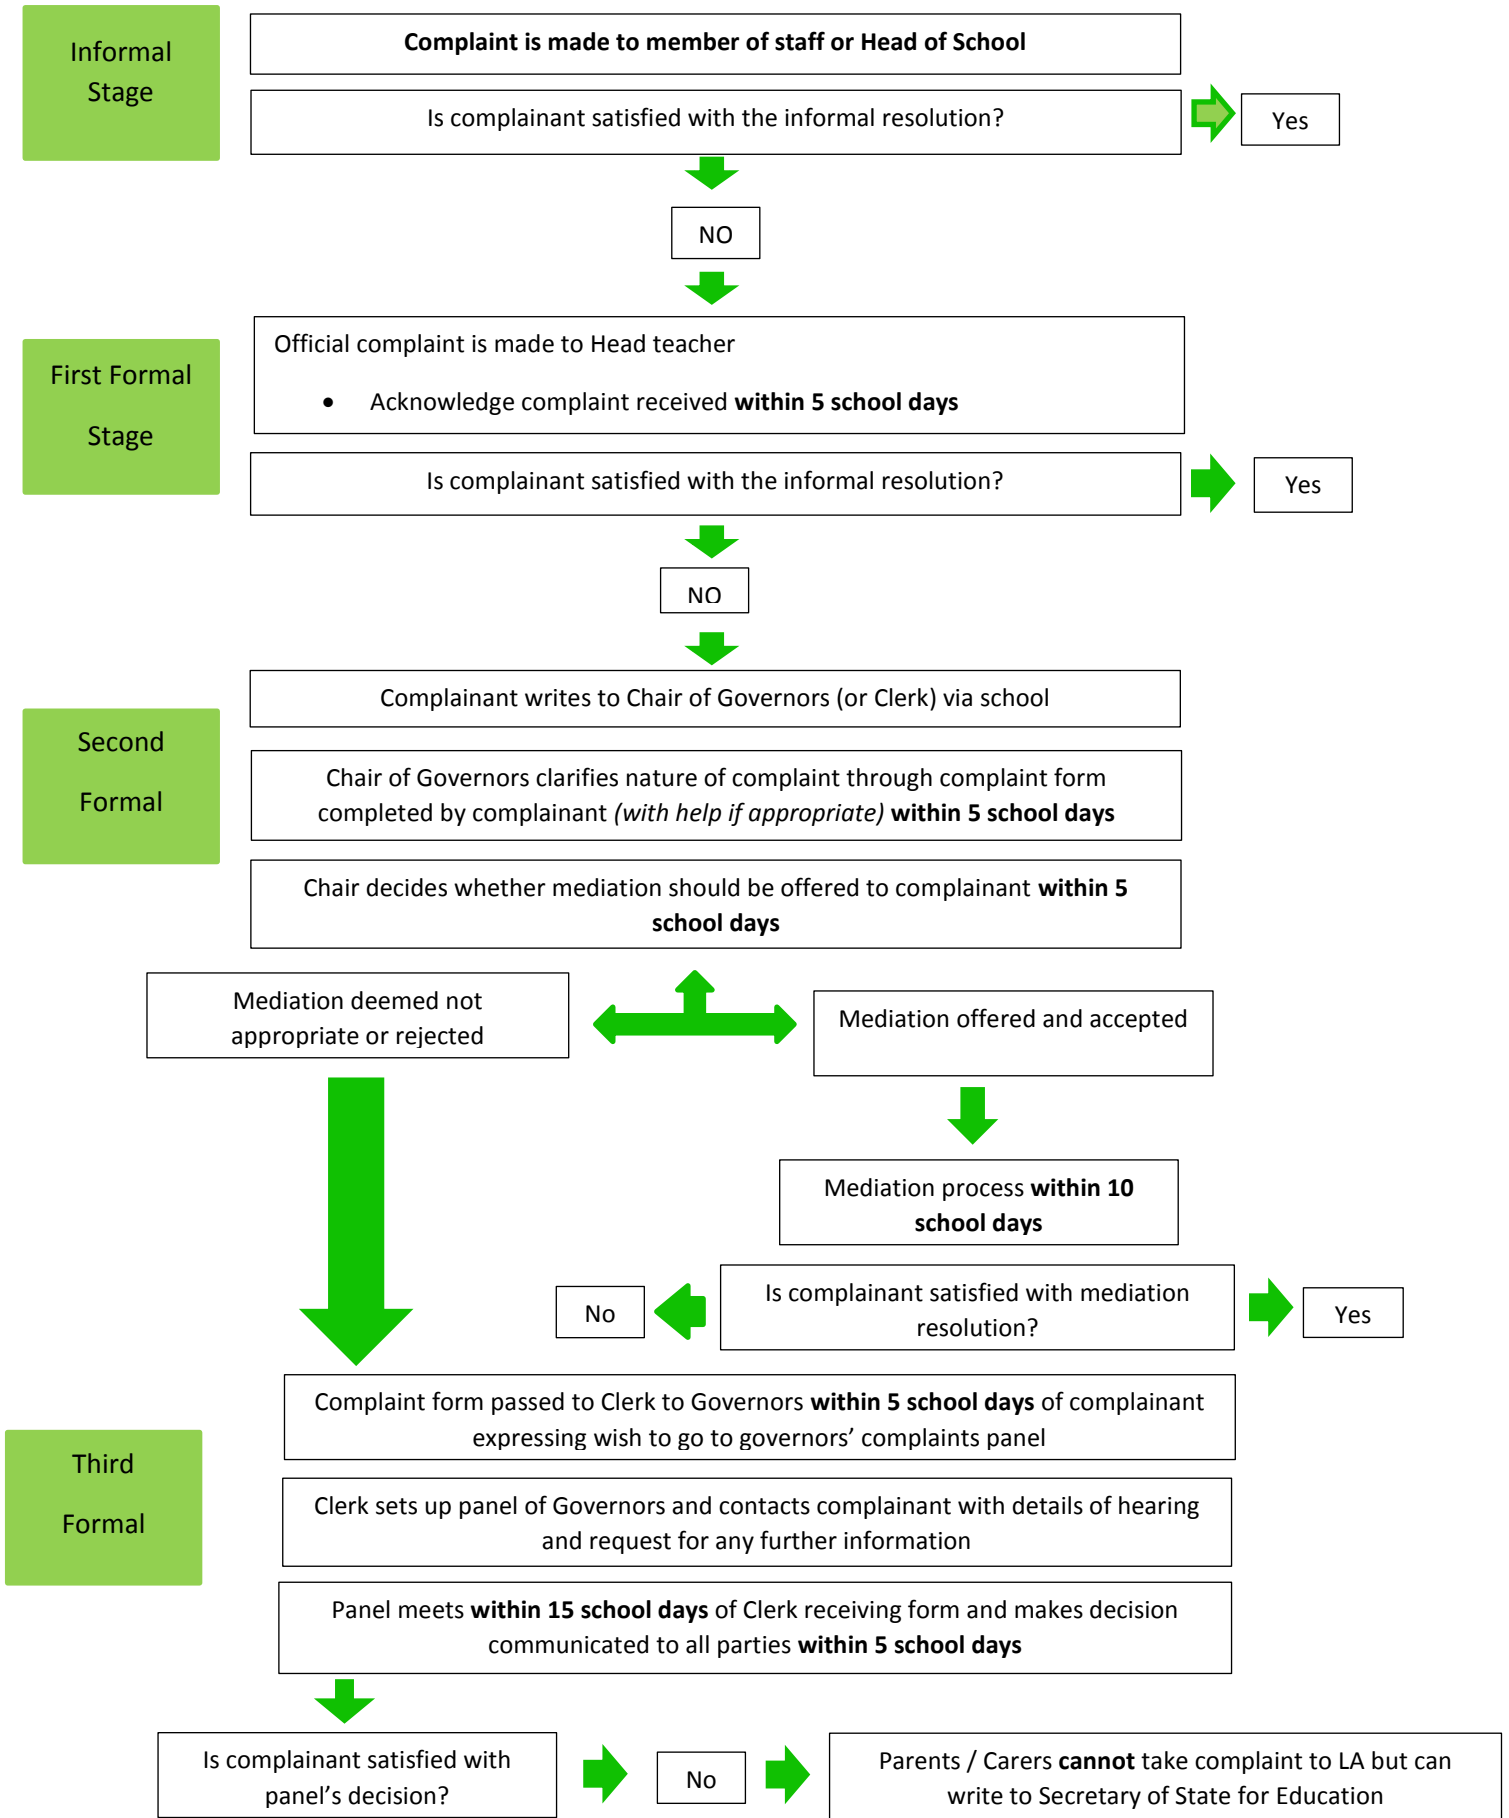 Informal
Stage
Complaint is made to member of staff or Head of School
Is complainant satisfied with the informal resolution?
Yes
NO
First Formal
Stage
Official complaint is made to Head teacher
• Acknowledge complaint received within 5 school days
Is complainant satisfied with the informal resolution?
Yes
NO
Second
Formal
Complainant writes to Chair of Governors (or Clerk) via school
Chair of Governors clarifies nature of complaint through complaint form
completed by complainant (with help if appropriate) within 5 school days
Chair decides whether mediation should be offered to complainant within 5
school days
Mediation deemed not
appropriate or rejected
Mediation offered and accepted
Mediation process within 10
school days
Is complainant satisfied with mediation
resolution?
No
Yes
Third
Formal
Complaint form passed to Clerk to Governors within 5 school days of complainant
expressing wish to go to governors’ complaints panel
Clerk sets up panel of Governors and contacts complainant with details of hearing
and request for any further information
Panel meets within 15 school days of Clerk receiving form and makes decision
communicated to all parties within 5 school days
Is complainant satisfied with
panel’s decision?
No
Parents / Carers cannot take complaint to LA but can
write to Secretary of State for Education